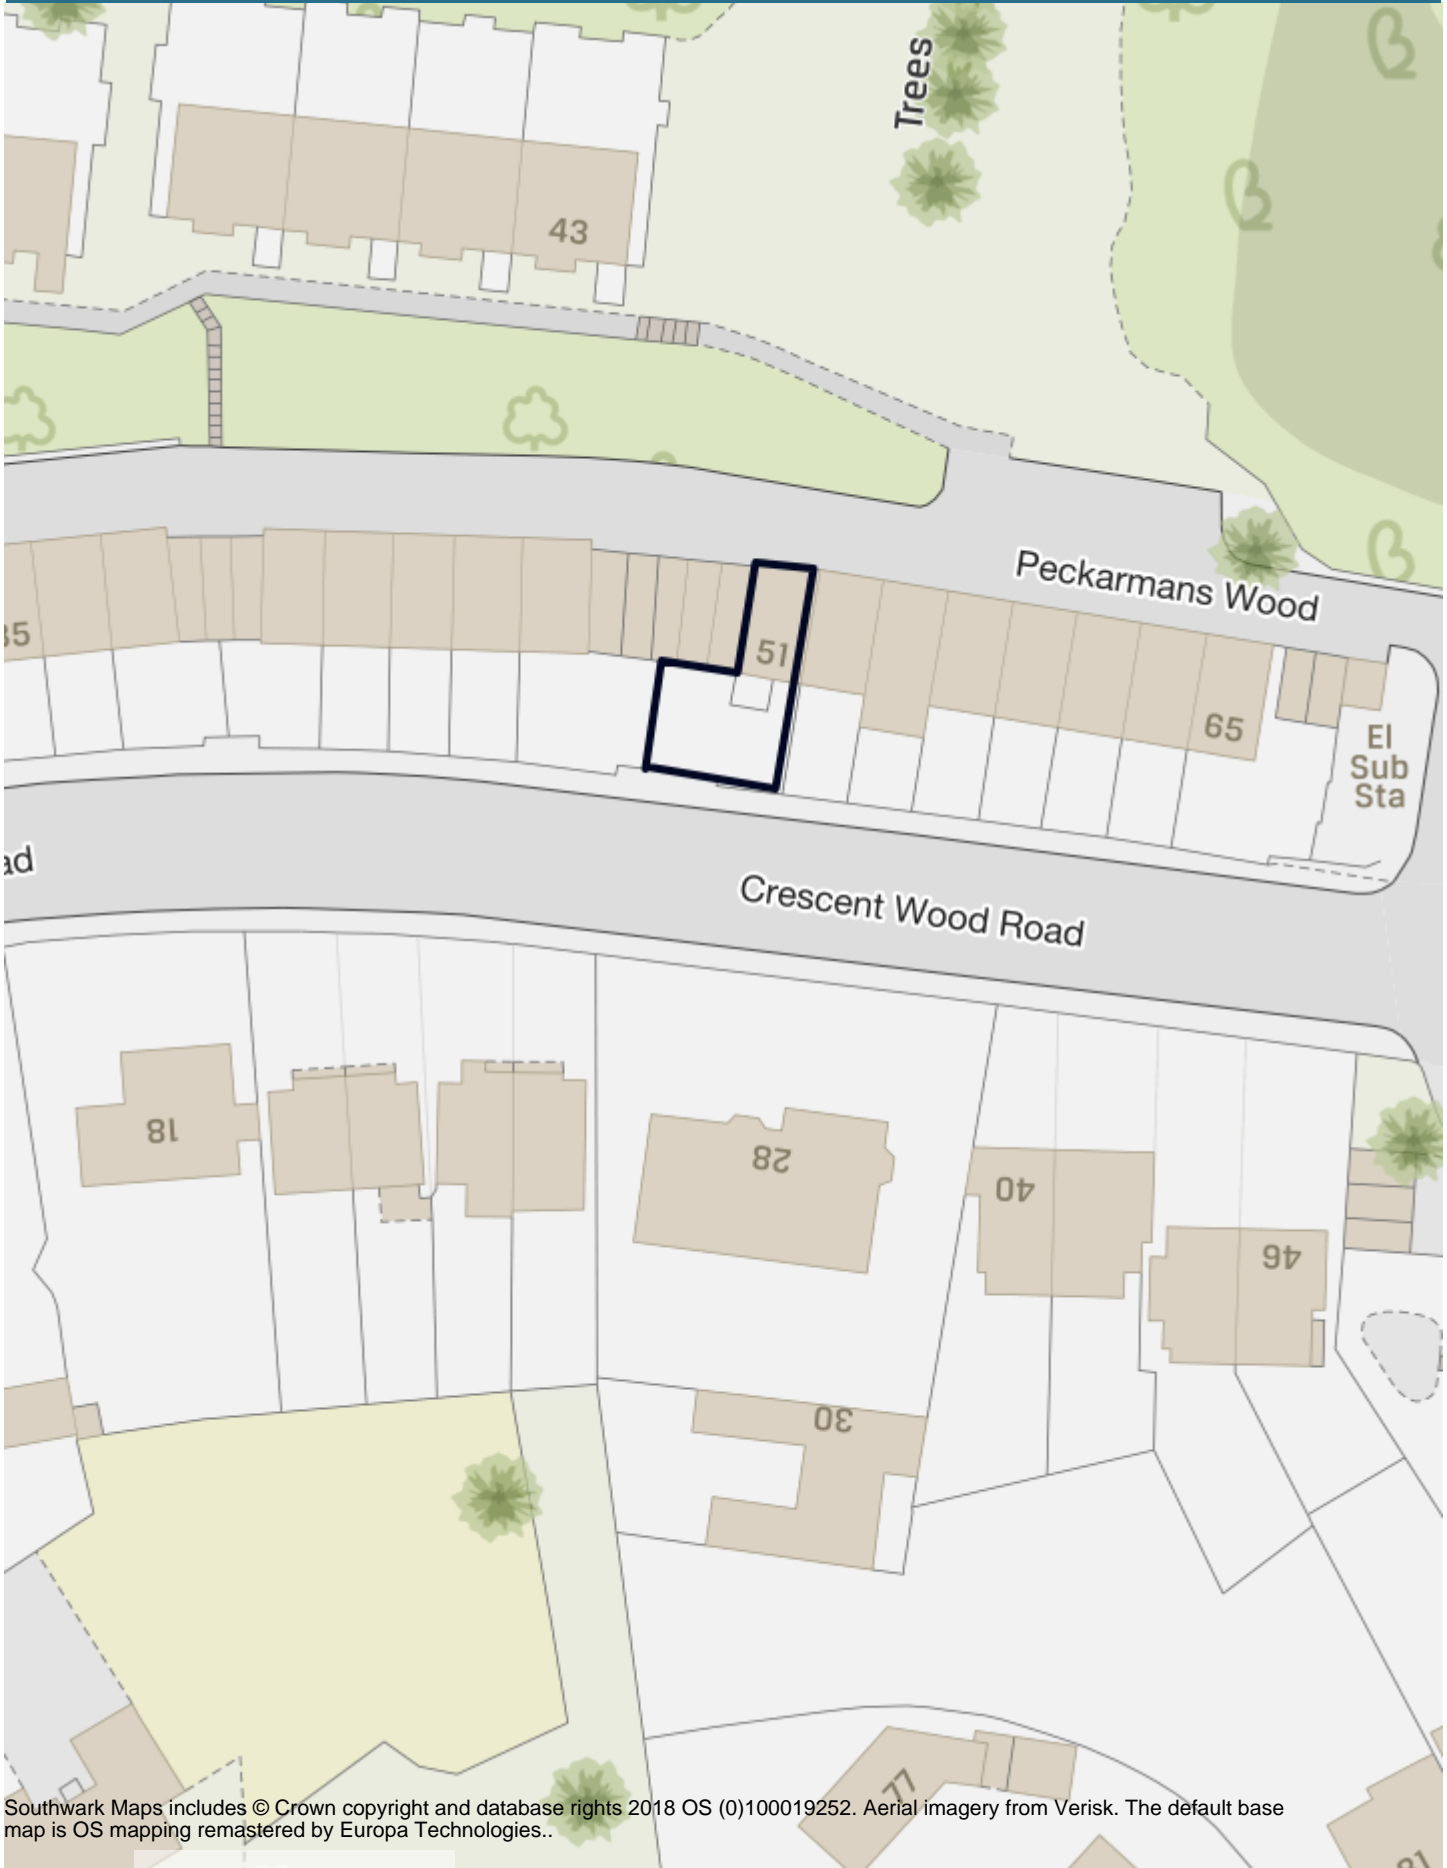 Trees
43
Peckarmans Wood
35
51
65
El
Sub
Sta
ad
Crescent Wood Road
18
28
40
46
30
77
Southwark Maps includes © Crown copyright and database rights 2018 OS (0)100019252. Aerial imagery from Verisk. The default base
map is OS mapping remastered by Europa Technologies..